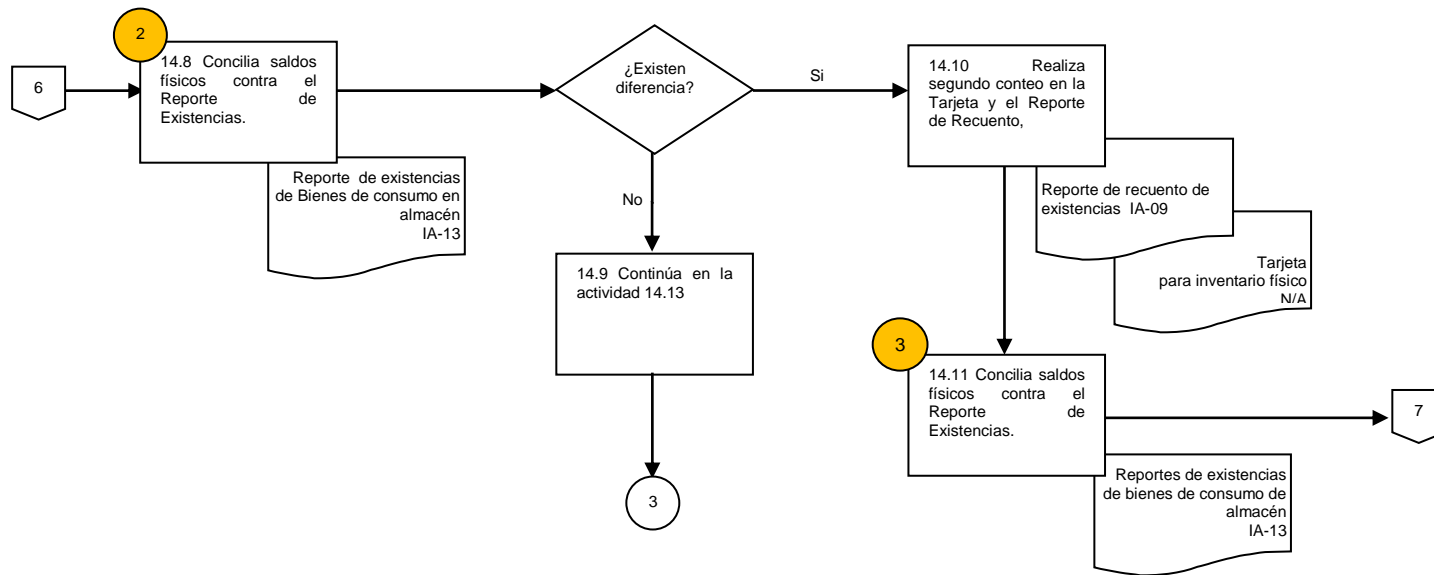 6
2
14.8 Concilia saldos
físicos contra el
Reporte de
Existencias.
Reporte de existencias
de Bienes de consumo en
almacén
IA-13
¿Existen
diferencia?
Si
No
14.9 Continúa en la
actividad 14.13
3
14.10 Realiza
segundo conteo en la
Tarjeta y el Reporte
de Recuento,
Reporte de recuento de
existencias IA-09
Tarjeta
para inventario físico
N/A
3
14.11 Concilia saldos
físicos contra el
Reporte de
Existencias.
Reportes de existencias
de bienes de consumo de
almacén
IA-13
7